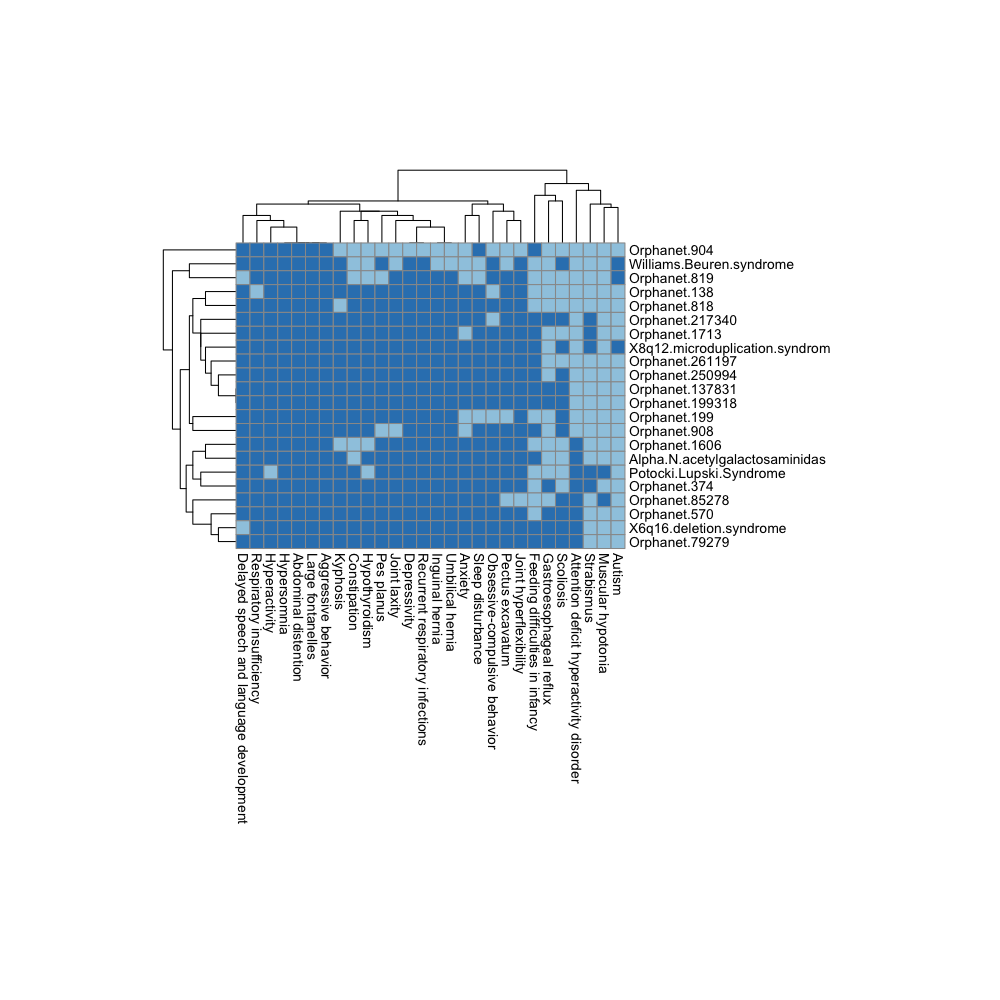 Orphanet.904
Williams.Beuren.syndrome
Orphanet.819
Orphanet.138
Orphanet.818
Orphanet.217340
Orphanet.1713
X8q12.microduplication.syndrom
Orphanet.261197
Orphanet.250994
Orphanet.137831
Orphanet.199318
Orphanet.199
Orphanet.908
Orphanet.1606
Alpha.N.acetylgalactosaminidas
Potocki.Lupski.Syndrome
Orphanet.374
Orphanet.85278
Orphanet.570
X6q16.deletion.syndrome
Orphanet.79279
Delayed speech and language development
Respiratory insufficiency
Hyperactivity
Hypersomnia
Abdominal distention
Large fontanelles
Aggressive behavior
Kyphosis
Constipation
Hypothyroidism
Pes planus
Joint laxity
Depressivity
Recurrent respiratory infections
Inguinal hernia
Umbilical hernia
Anxiety
Sleep disturbance
Obsessive-compulsive behavior
Pectus excavatum
Joint hyperflexibility
Feeding difficulties in infancy
Gastroesophageal reflux
Scoliosis
Attention deficit hyperactivity disorder
Strabismus
Muscular hypotonia
Autism